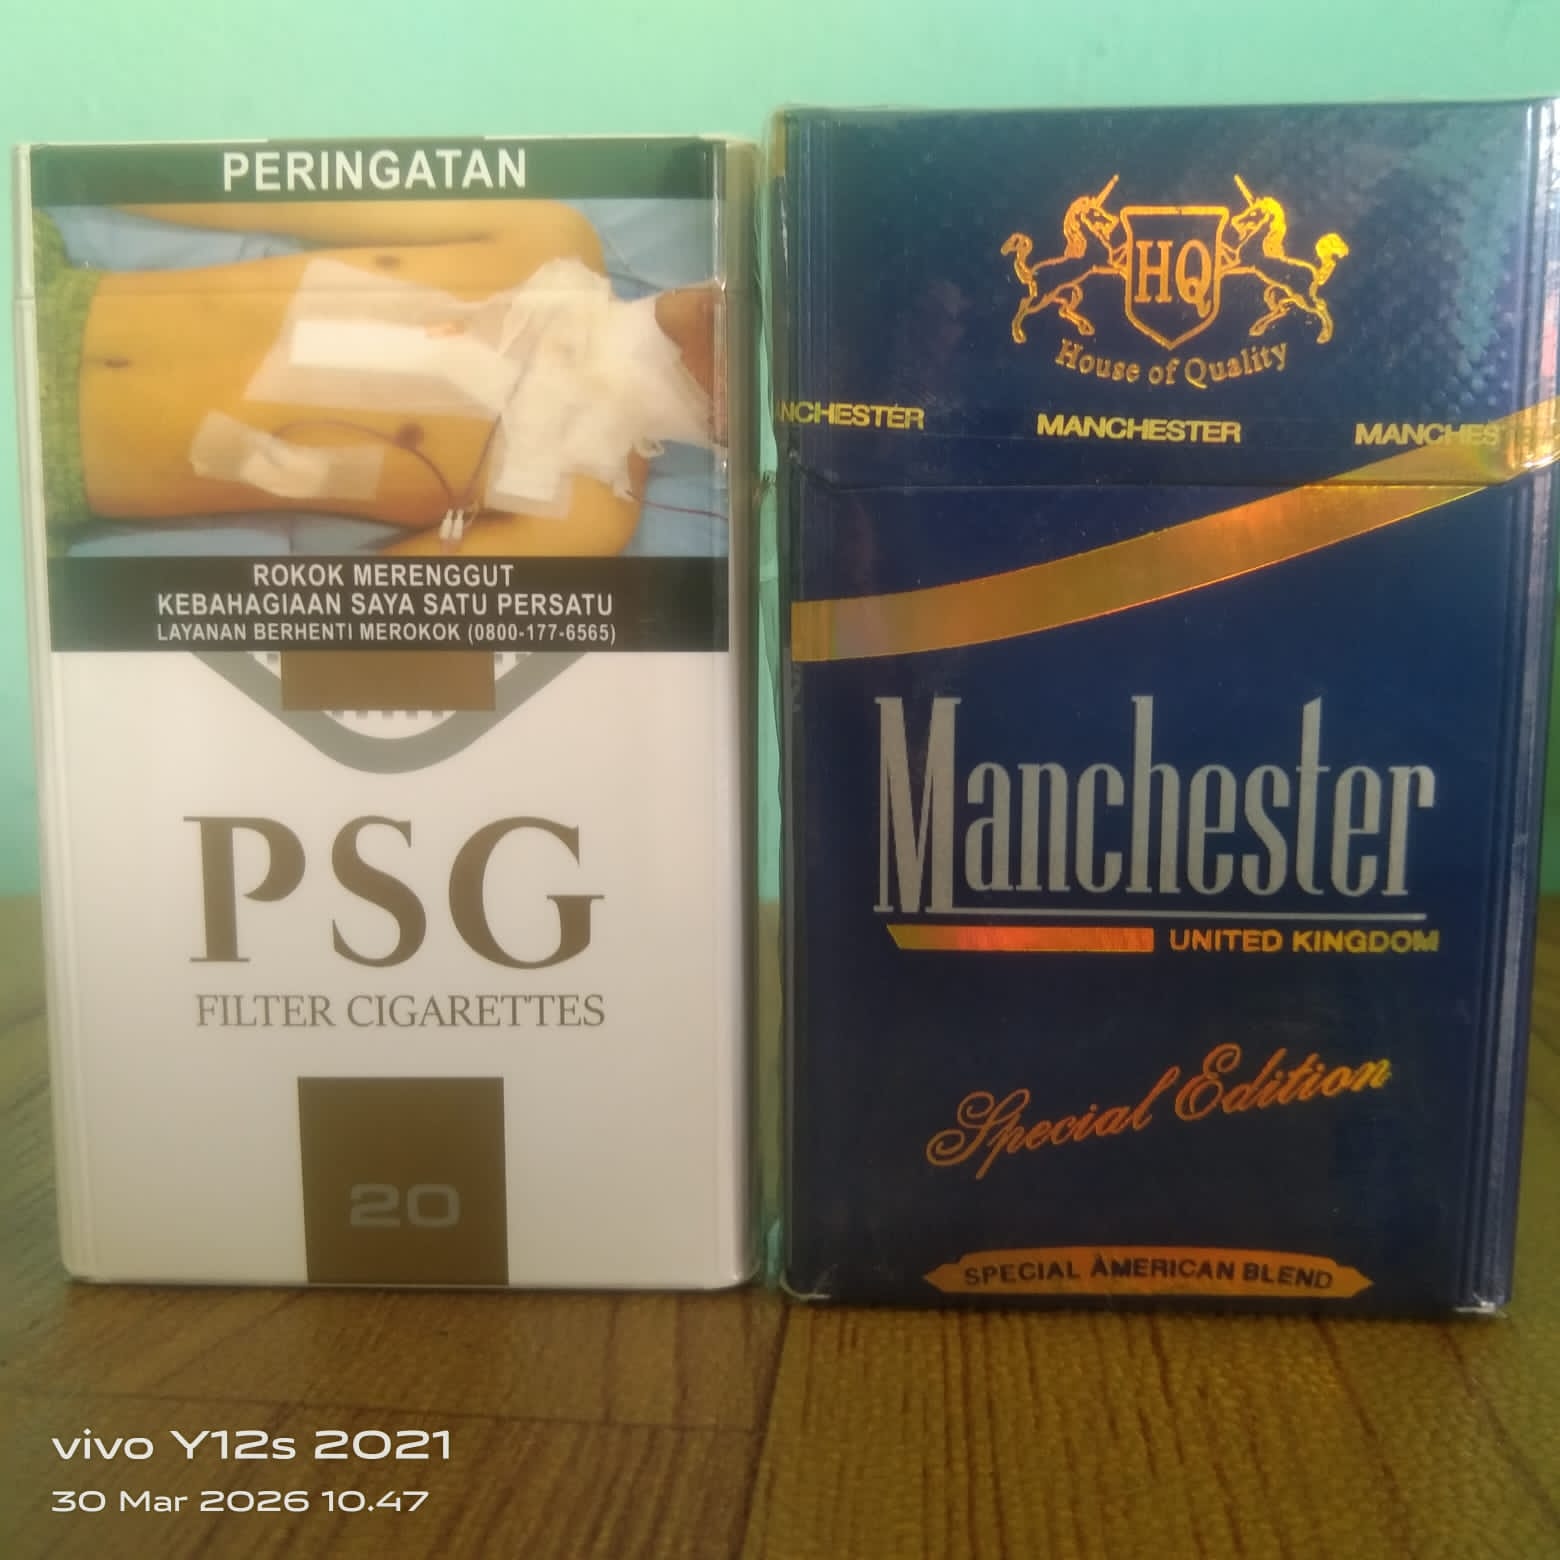 PERINGATAN
ROKOK MERENGGUT
KEBAHAGIAAN SAYA SATU PERSATU
LAYANAN BERHENTI MEROKOK (0800-177-6565)
PSG
FILTER CIGARETTES
20
HQ
House of Quality
NCHESTER MANCHESTER MANCHES
Manchester
UNITED KINGDOM
Special Edition
SPECIAL AMERICAN BLEND
vivo Y12s 2021
30 Mar 2026 10.47